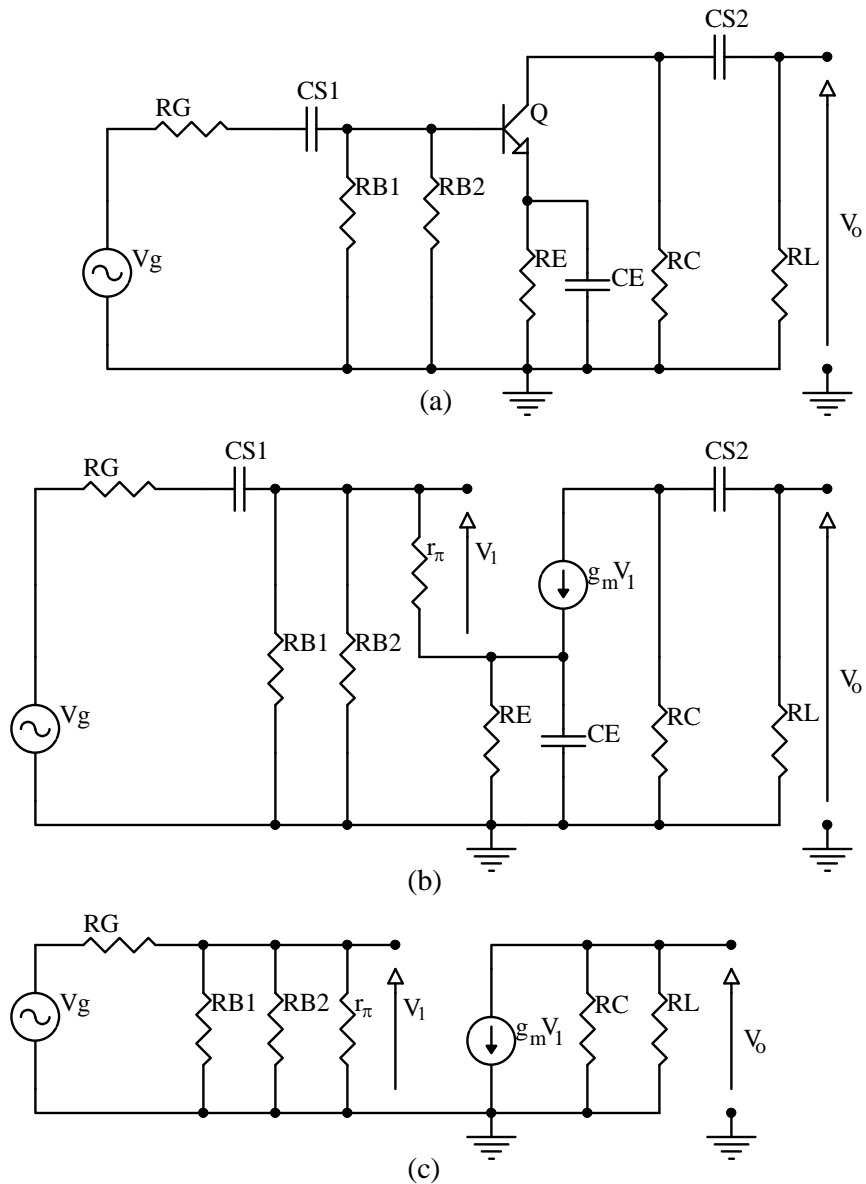 CS2
CS1
RG
Q
RB1
RB2
Vg
RE
CE
RC
RL
Vo
(a)
CS1
CS2
RG
rπ
V1
gmV1
RB1
RB2
Vg
RE
CE
RC
RL
Vo
(b)
RG
Vg
RB1
RB2
rπ
V1
gmV1
RC
RL
Vo
(c)